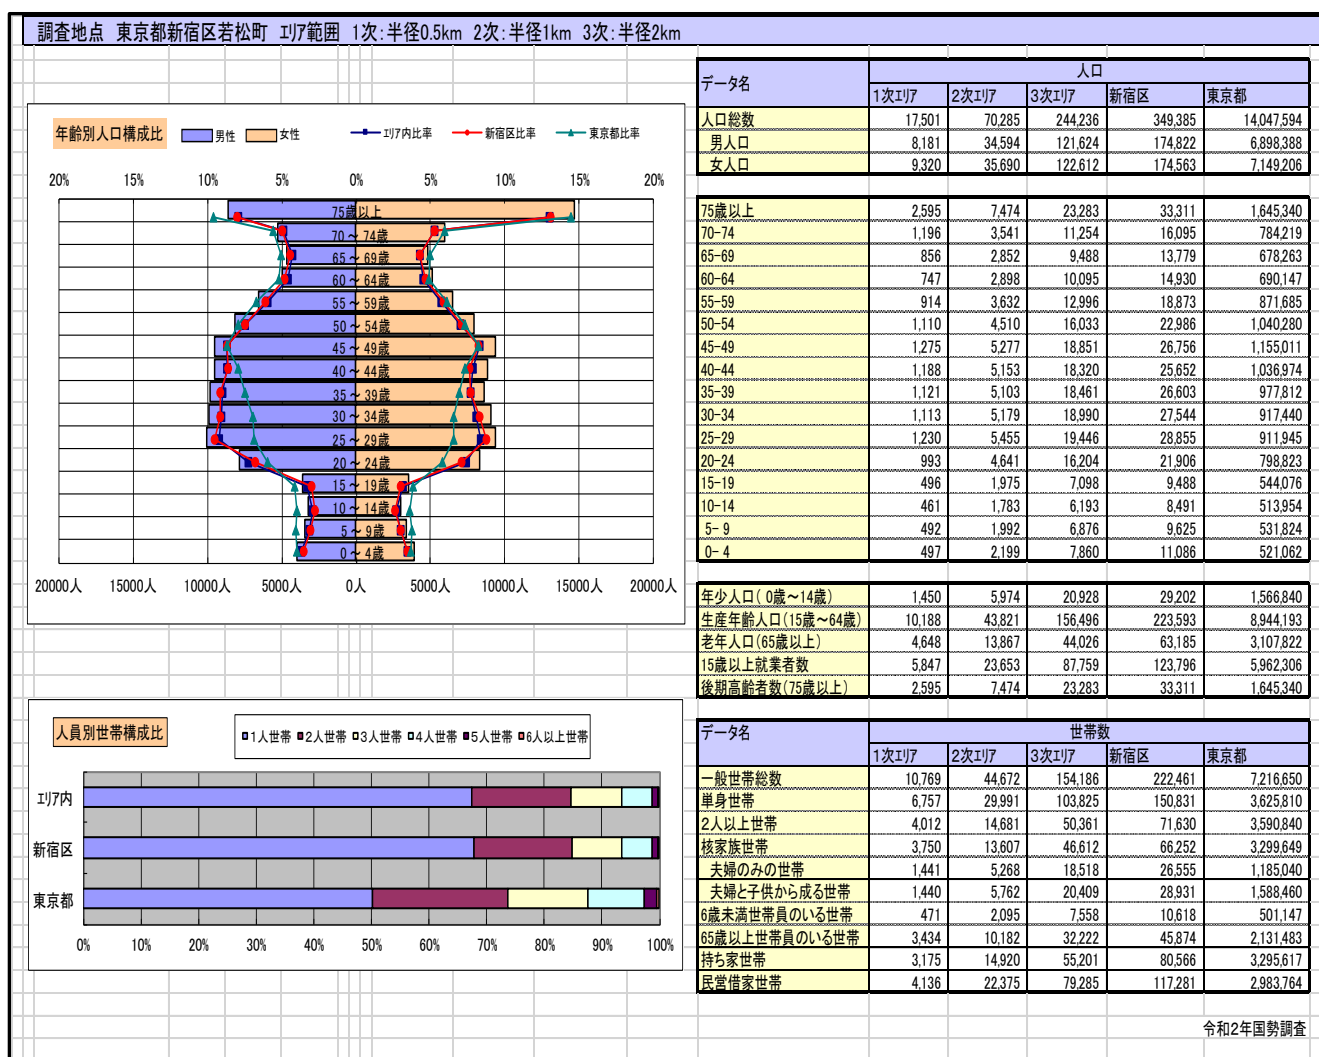 調査地点 東京都新宿区若松町 ｴﾘｱ範囲 1次:半径0.5km 2次:半径1km 3次:半径2km
年齢別人口構成比 男性 女性 ｴﾘｱ内比率 新宿区比率 東京都比率
20% 15% 10% 5% 0% 5% 10% 15% 20%
75歳以上
70～74歳
65～69歳
60～64歳
55～59歳
50～54歳
45～49歳
40～44歳
35～39歳
30～34歳
25～29歳
20～24歳
15～19歳
10～14歳
5～9歳
0～4歳
20000人 15000人 10000人 5000人 0人 5000人 10000人 15000人 20000人
人員別世帯構成比 1人世帯 2人世帯 3人世帯 4人世帯 5人世帯 6人以上世帯
ｴﾘｱ内
新宿区
東京都
0% 10% 20% 30% 40% 50% 60% 70% 80% 90% 100%
データ名 人口
1次ｴﾘｱ 2次ｴﾘｱ 3次ｴﾘｱ 新宿区 東京都
人口総数 17,501 70,285 244,236 349,385 14,047,594
男人口 8,181 34,594 121,624 174,822 6,898,388
女人口 9,320 35,690 122,612 174,563 7,149,206
75歳以上 2,595 7,474 23,283 33,311 1,645,340
70-74 1,196 3,541 11,254 16,095 784,219
65-69 856 2,852 9,488 13,779 678,263
60-64 747 2,898 10,095 14,930 690,147
55-59 914 3,632 12,996 18,873 871,685
50-54 1,110 4,510 16,033 22,986 1,040,280
45-49 1,275 5,277 18,851 26,756 1,155,011
40-44 1,188 5,153 18,320 25,652 1,036,974
35-39 1,121 5,103 18,461 26,603 977,812
30-34 1,113 5,179 18,990 27,544 917,440
25-29 1,230 5,455 19,446 28,855 911,945
20-24 993 4,641 16,204 21,906 798,823
15-19 496 1,975 7,098 9,488 544,076
10-14 461 1,783 6,193 8,491 513,954
5- 9 492 1,992 6,876 9,625 531,824
0- 4 497 2,199 7,860 11,086 521,062
年少人口( 0歳～14歳) 1,450 5,974 20,928 29,202 1,566,840
生産年齢人口(15歳～64歳) 10,188 43,821 156,496 223,593 8,944,193
老年人口(65歳以上) 4,648 13,867 44,026 63,185 3,107,822
15歳以上就業者数 5,847 23,653 87,759 123,796 5,962,306
後期高齢者数(75歳以上) 2,595 7,474 23,283 33,311 1,645,340
データ名 世帯数
1次ｴﾘｱ 2次ｴﾘｱ 3次ｴﾘｱ 新宿区 東京都
一般世帯総数 10,769 44,672 154,186 222,461 7,216,650
単身世帯 6,757 29,991 103,825 150,831 3,625,810
2人以上世帯 4,012 14,681 50,361 71,630 3,590,840
核家族世帯 3,750 13,607 46,612 66,252 3,299,649
夫婦のみの世帯 1,441 5,268 18,518 26,555 1,185,040
夫婦と子供から成る世帯 1,440 5,762 20,409 28,931 1,588,460
6歳未満世帯員のいる世帯 471 2,095 7,558 10,618 501,147
65歳以上世帯員のいる世帯 3,434 10,182 32,222 45,874 2,131,483
持ち家世帯 3,175 14,920 55,201 80,566 3,295,617
民営借家世帯 4,136 22,375 79,285 117,281 2,983,764
令和2年国勢調査